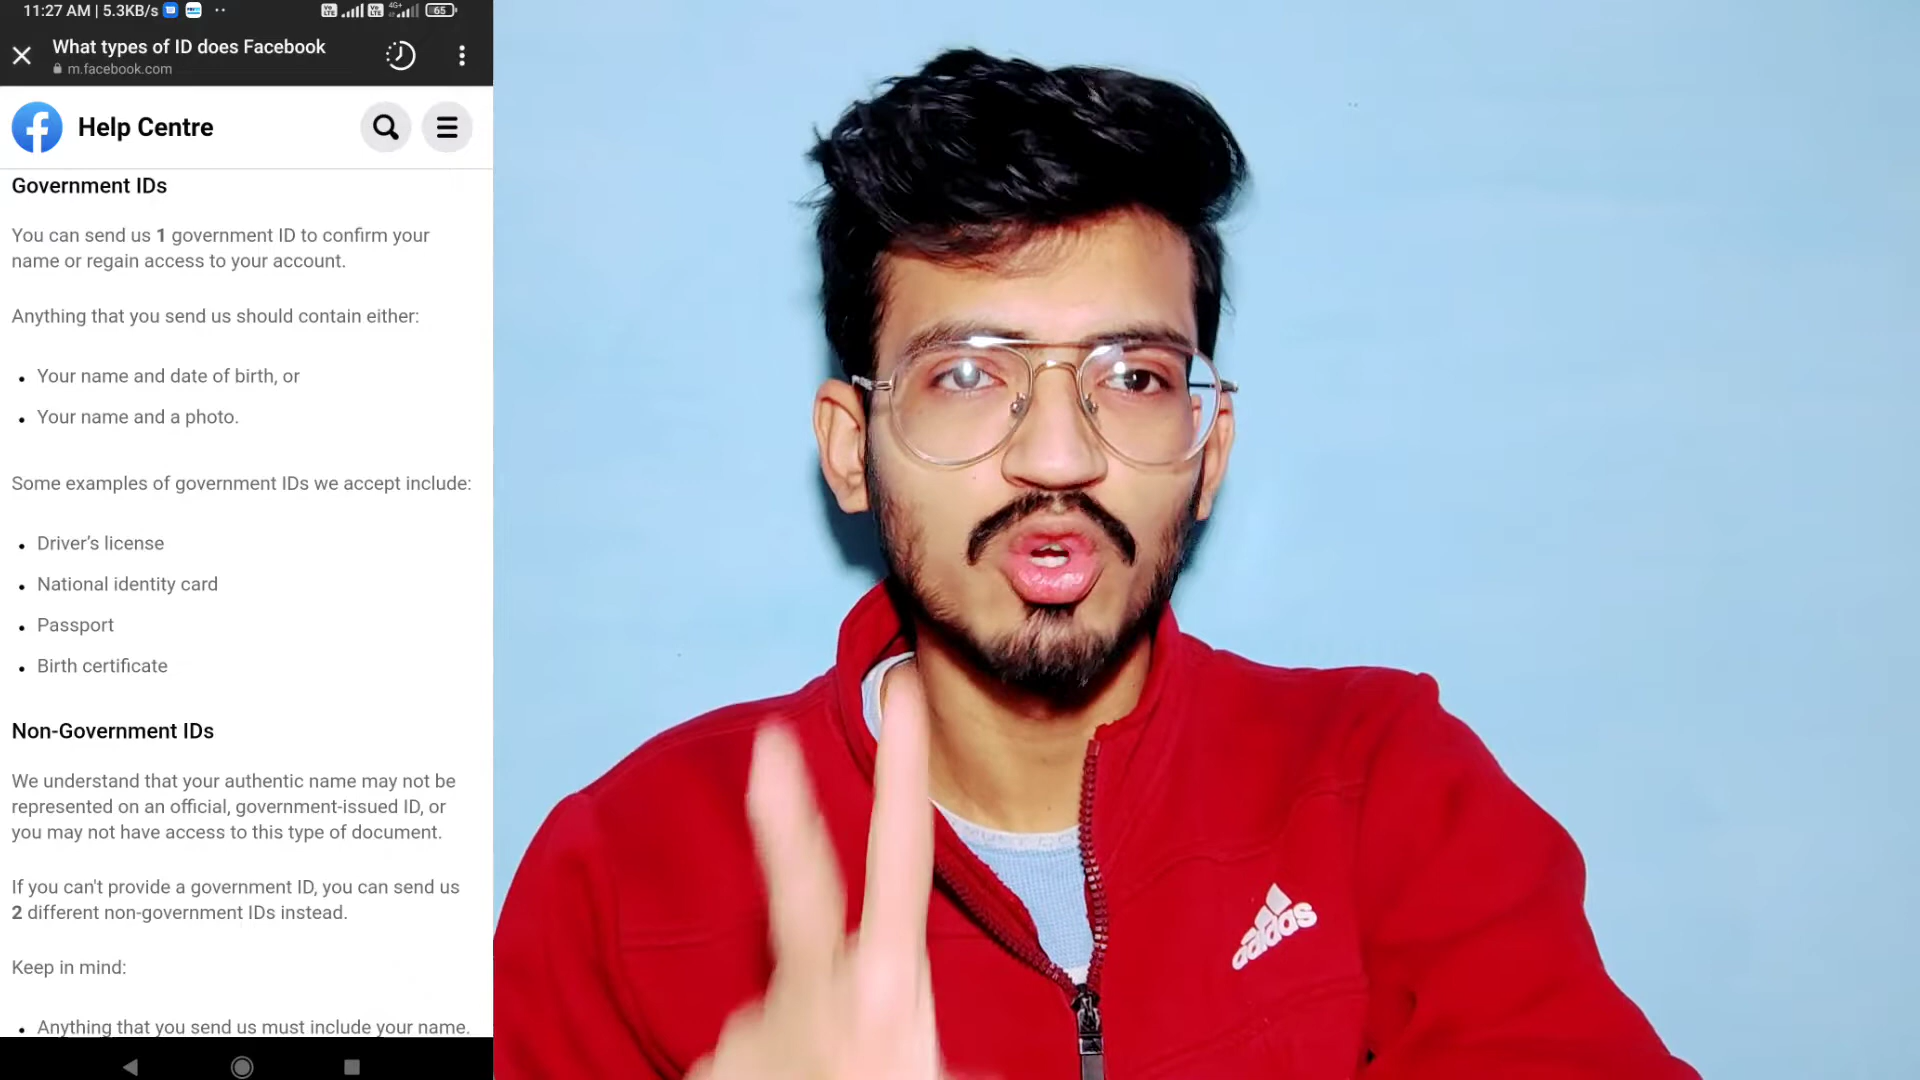 11:27 AM | 5.3KB/s
65
What types of ID does Facebook
m.facebook.com
Help Centre
Government IDs
You can send us 1 government ID to confirm your
name or regain access to your account.
Anything that you send us should contain either:
Your name and date of birth, or
Your name and a photo.
Some examples of government IDs we accept include:
Driver’s license
National identity card
Passport
Birth certificate
Non-Government IDs
We understand that your authentic name may not be
represented on an official, government-issued ID, or
you may not have access to this type of document.
If you can't provide a government ID, you can send us
2 different non-government IDs instead.
Keep in mind:
Anything that you send us must include your name.
adidas